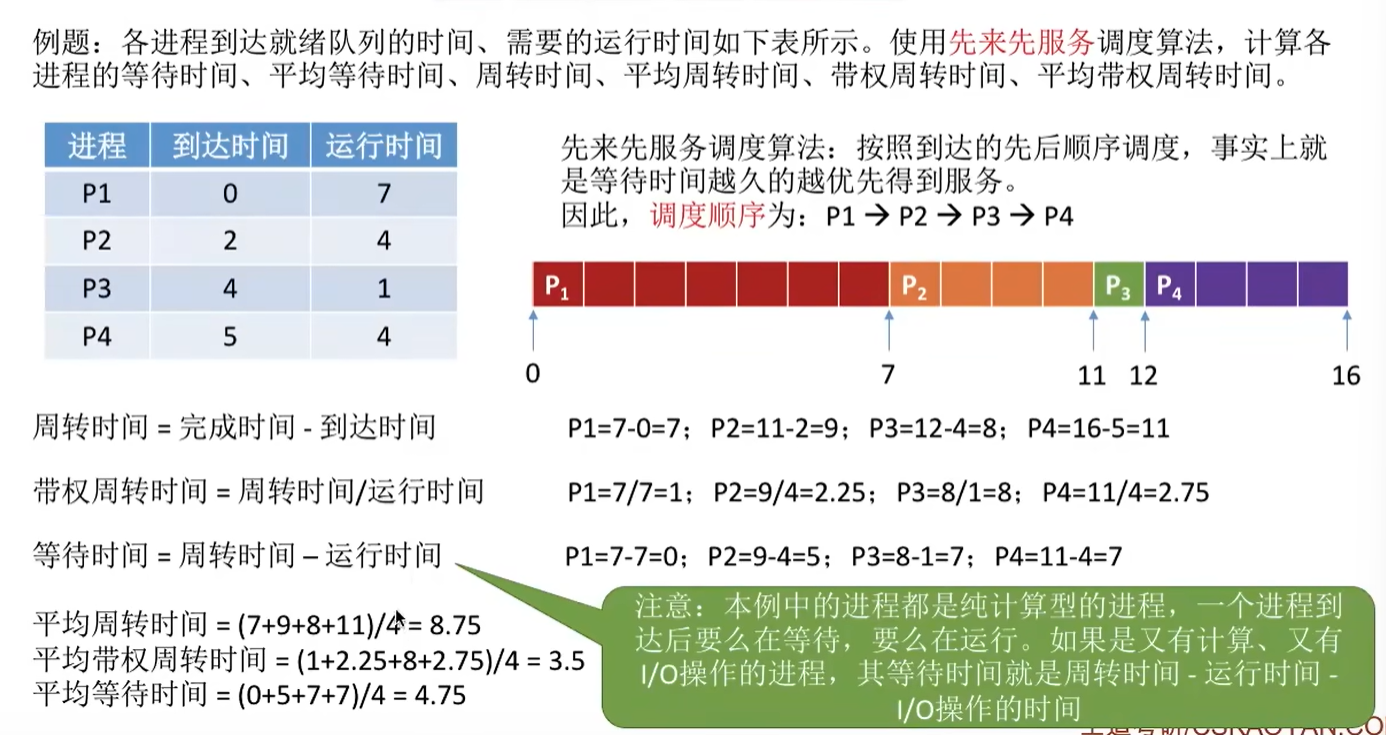 例题：各进程到达就绪队列的时间、需要的运行时间如下表所示。使用先来先服务调度算法，计算各
进程的等待时间、平均等待时间、周转时间、平均周转时间、带权周转时间、平均带权周转时间。
进程 到达时间 运行时间
P1 0 7
P2 2 4
P3 4 1
P4 5 4
先来先服务调度算法：按照到达的先后顺序调度，事实上就
是等待时间越久的越优先得到服务。
因此，调度顺序为：P1 → P2 → P3 → P4
P1 P2 P3 P4
0 7 11 12 16
周转时间 = 完成时间 - 到达时间 P1=7-0=7；P2=11-2=9；P3=12-4=8；P4=16-5=11
带权周转时间 = 周转时间/运行时间 P1=7/7=1；P2=9/4=2.25；P3=8/1=8；P4=11/4=2.75
等待时间 = 周转时间 – 运行时间 P1=7-7=0；P2=9-4=5；P3=8-1=7；P4=11-4=7
平均周转时间 = (7+9+8+11)/4 = 8.75
平均带权周转时间 = (1+2.25+8+2.75)/4 = 3.5
平均等待时间 = (0+5+7+7)/4 = 4.75
注意：本例中的进程都是纯计算型的进程，一个进程到
达后要么在等待，要么在运行。如果是又有计算、又有
I/O操作的进程，其等待时间就是周转时间 - 运行时间 -
I/O操作的时间